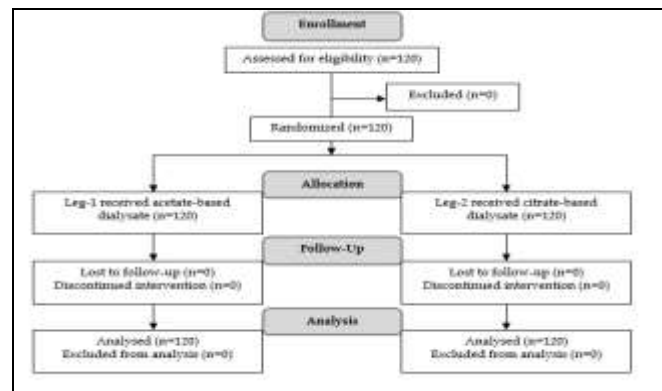 Enrollment
Assessed for eligibility (n=120)
Excluded (n=0)
Randomized (n=120)
Allocation
Leg-1 received acetate-based
dialysate (n=120)
Leg-2 received citrate-based
dialysate (n=120)
Follow-Up
Lost to follow-up (n=0)
Discontinued intervention (n=0)
Lost to follow-up (n=0)
Discontinued intervention (n=0)
Analysis
Analysed (n=120)
Excluded from analysis (n=0)
Analysed (n=120)
Excluded from analysis (n=0)